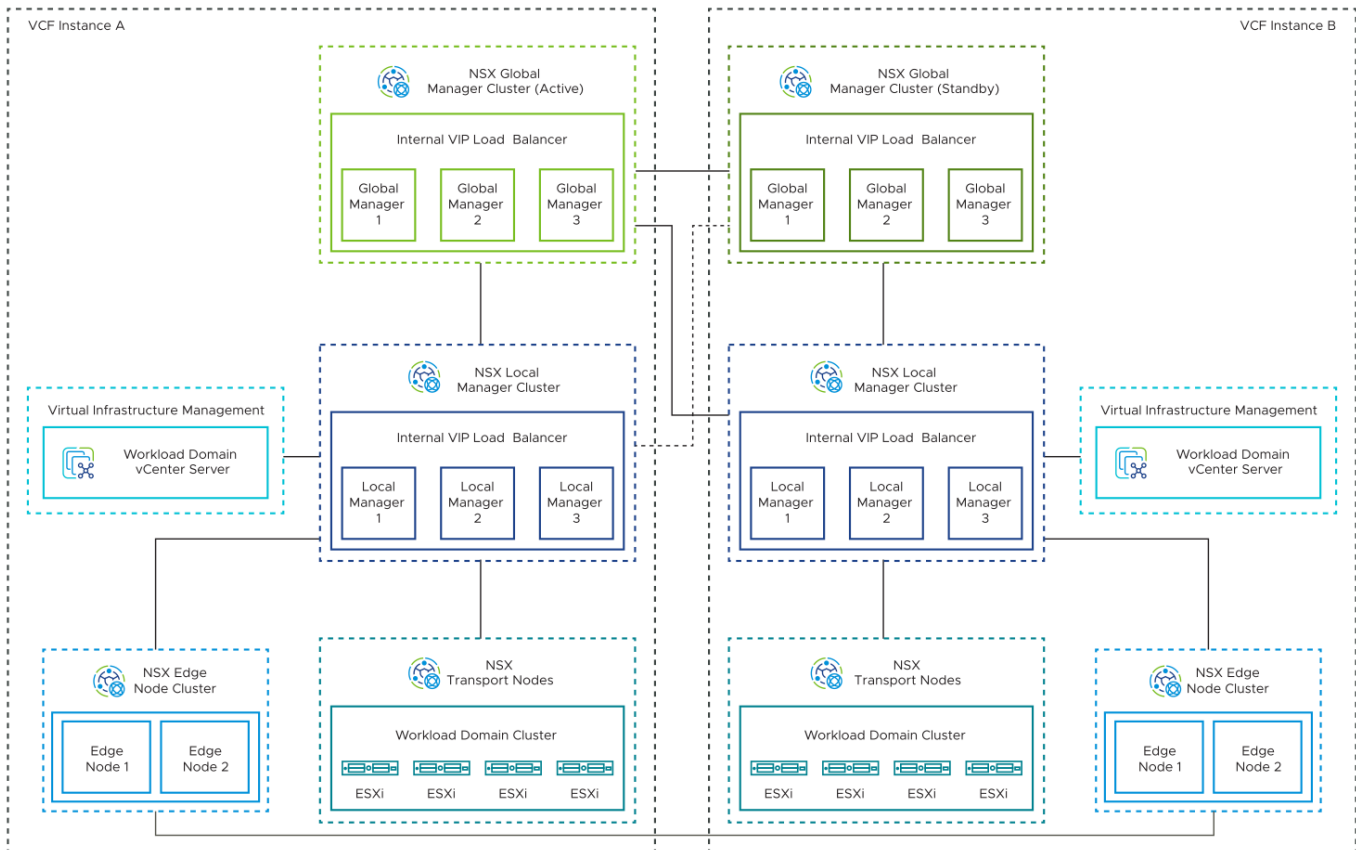 VCF Instance A
VCF Instance B
NSX Global
Manager Cluster (Active)
Internal VIP Load Balancer
Global
Manager
1
Global
Manager
2
Global
Manager
3
NSX Global
Manager Cluster (Standby)
Internal VIP Load Balancer
Global
Manager
1
Global
Manager
2
Global
Manager
3
NSX Local
Manager Cluster
Internal VIP Load Balancer
Local
Manager
1
Local
Manager
2
Local
Manager
3
NSX Local
Manager Cluster
Internal VIP Load Balancer
Local
Manager
1
Local
Manager
2
Local
Manager
3
Virtual Infrastructure Management
Workload Domain
vCenter Server
Virtual Infrastructure Management
Workload Domain
vCenter Server
NSX Edge
Node Cluster
Edge
Node 1
Edge
Node 2
NSX
Transport Nodes
Workload Domain Cluster
ESXi
ESXi
ESXi
ESXi
NSX
Transport Nodes
Workload Domain Cluster
ESXi
ESXi
ESXi
ESXi
NSX Edge
Node Cluster
Edge
Node 1
Edge
Node 2